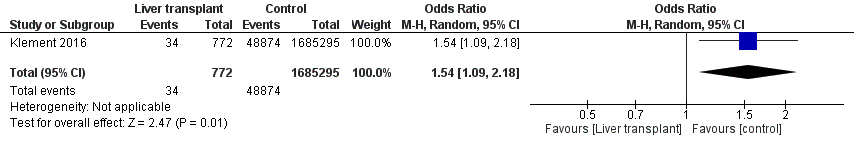 Liver transplant Control Odds Ratio Odds Ratio
Study or Subgroup Events Total Events Total Weight M-H, Random, 95% CI M-H, Random, 95% CI
Klement 2016 34 772 48874 1685295 100.0% 1.54 [1.09, 2.18]
Total (95% CI) 772 1685295 100.0% 1.54 [1.09, 2.18]
Total events 34 48874
Heterogeneity: Not applicable
Test for overall effect: Z = 2.47 (P = 0.01)
0.5 0.7 1 1.5 2
Favours [Liver transplant] Favours [control]